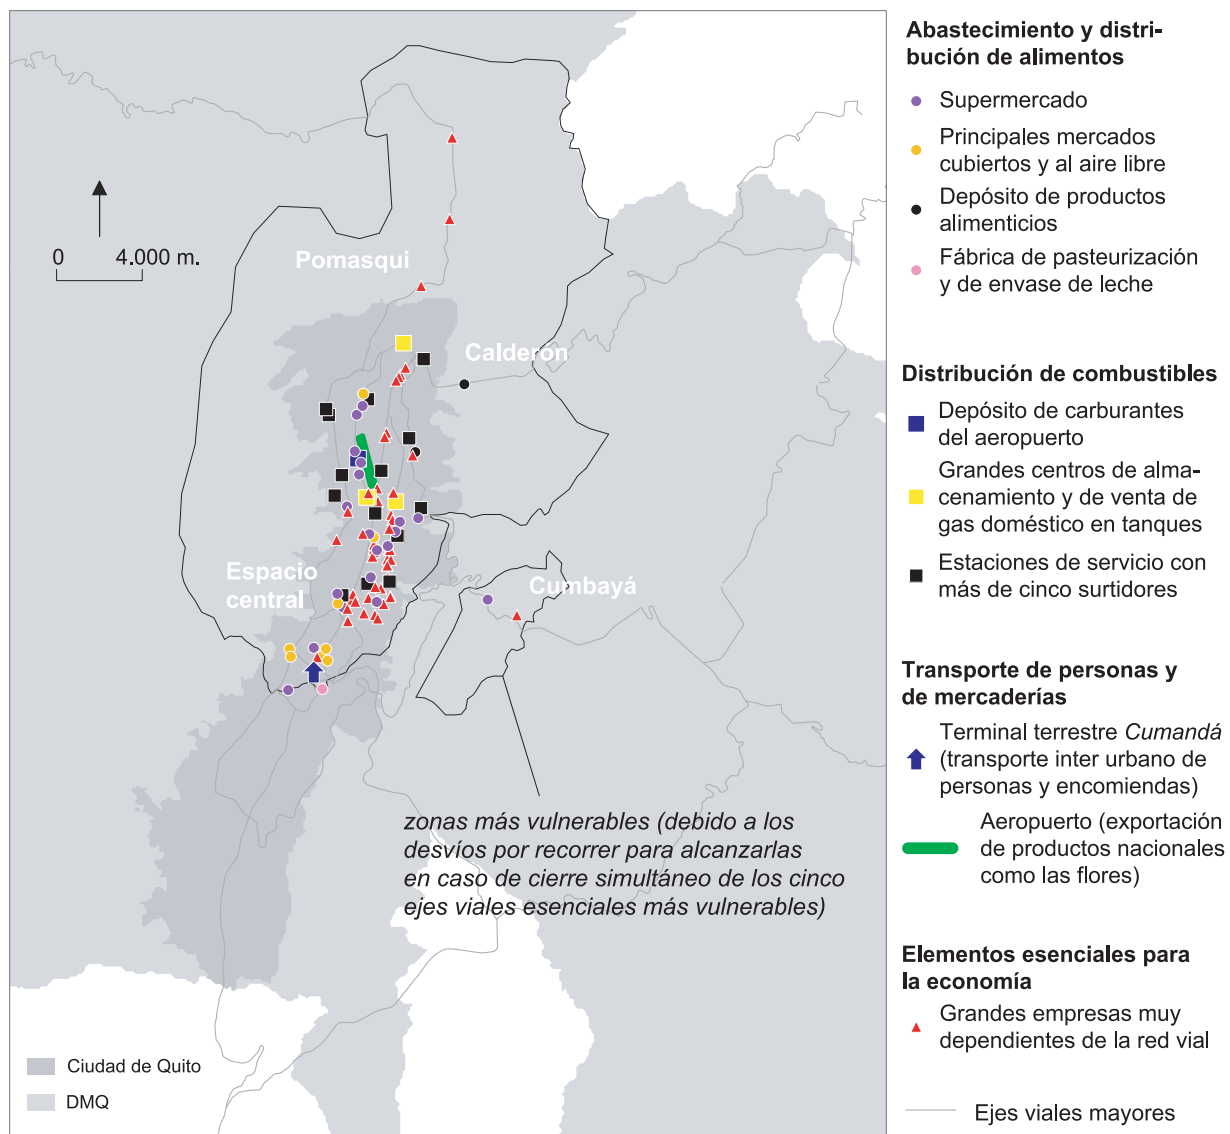 Pomasqui
0
4.000 m.
Calderón
Espacio
central
Cumbayá
zonas más vulnerables (debido a los
desvíos por recorrer para alcanzarlas
en caso de cierre simultáneo de los cinco
ejes viales esenciales más vulnerables)
Ciudad de Quito
DMQ
Abastecimiento y distri-
bución de alimentos
Supermercado
Principales mercados
cubiertos y al aire libre
Depósito de productos
alimenticios
Fábrica de pasteurización
y de envase de leche
Distribución de combustibles
Depósito de carburantes
del aeropuerto
Grandes centros de alma-
cenamiento y de venta de
gas doméstico en tanques
Estaciones de servicio con
más de cinco surtidores
Transporte de personas y
de mercaderías
Terminal terrestre Cumandá
(transporte inter urbano de
personas y encomiendas)
Aeropuerto (exportación
de productos nacionales
como las flores)
Elementos esenciales para
la economía
Grandes empresas muy
dependientes de la red vial
Ejes viales mayores